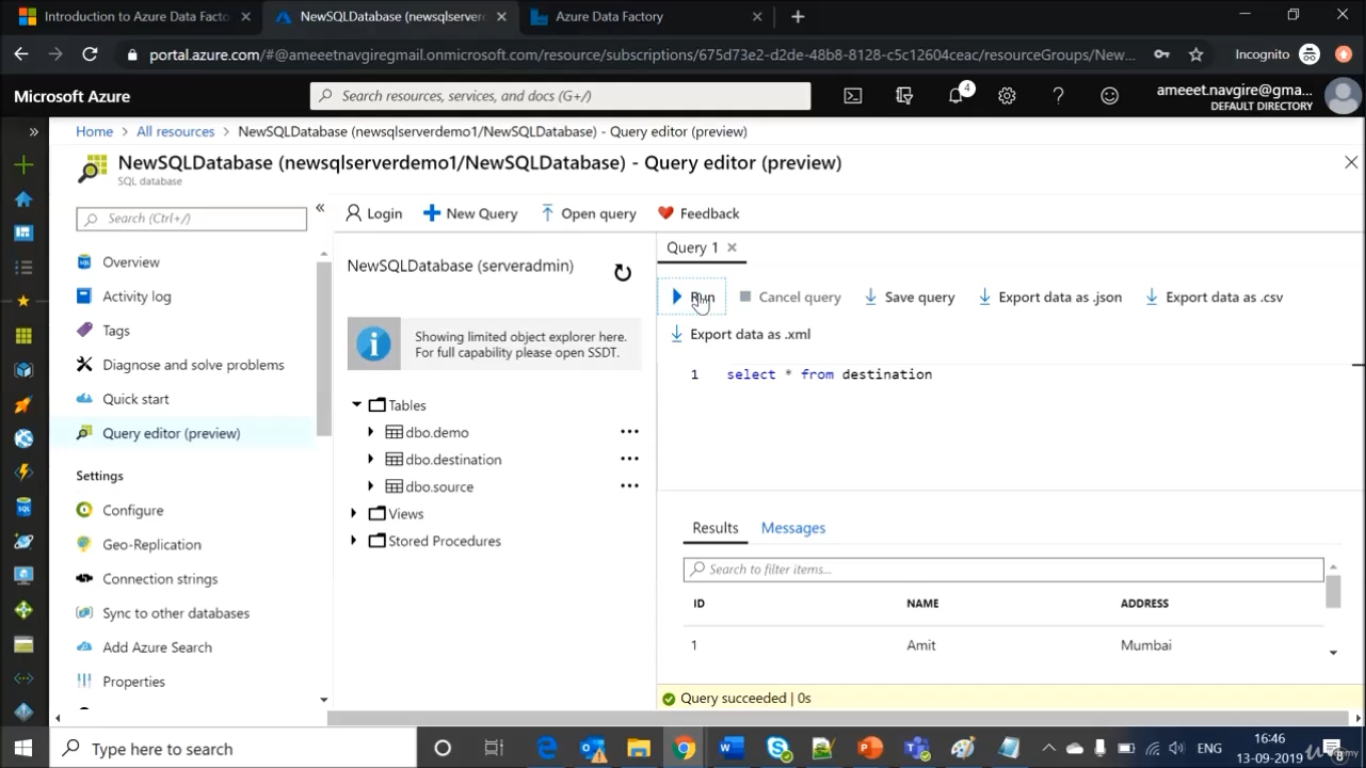 Introduction to Azure Data Facto
NewSQLDatabase (newsqlserver
Azure Data Factory
portal.azure.com/#@ameeetnavgiregmail.onmicrosoft.com/resource/subscriptions/675d73e2-d2de-48b8-8128-c5c12604ceac/resourceGroups/New...
Incognito
Microsoft Azure
Search resources, services, and docs (G+/)
4
ameeet.navgire@gma...
DEFAULT DIRECTORY
Home > All resources > NewSQLDatabase (newsqlserverdemo1/NewSQLDatabase) - Query editor (preview)
NewSQLDatabase (newsqlserverdemo1/NewSQLDatabase) - Query editor (preview)
SQL database
Search (Ctrl+/)
Overview
Activity log
Tags
Diagnose and solve problems
Quick start
Query editor (preview)
Settings
Configure
Geo-Replication
Connection strings
Sync to other databases
Add Azure Search
Properties
Login
New Query
Open query
Feedback
NewSQLDatabase (serveradmin)
Showing limited object explorer here.
For full capability please open SSDT.
Tables
dbo.demo
dbo.destination
dbo.source
Views
Stored Procedures
Query 1
Run
Cancel query
Save query
Export data as .json
Export data as .csv
Export data as .xml
1 select * from destination
Results
Messages
Search to filter items...
ID NAME ADDRESS
1 Amit Mumbai
Query succeeded | 0s
Type here to search
ENG
16:46
13-09-2019
8